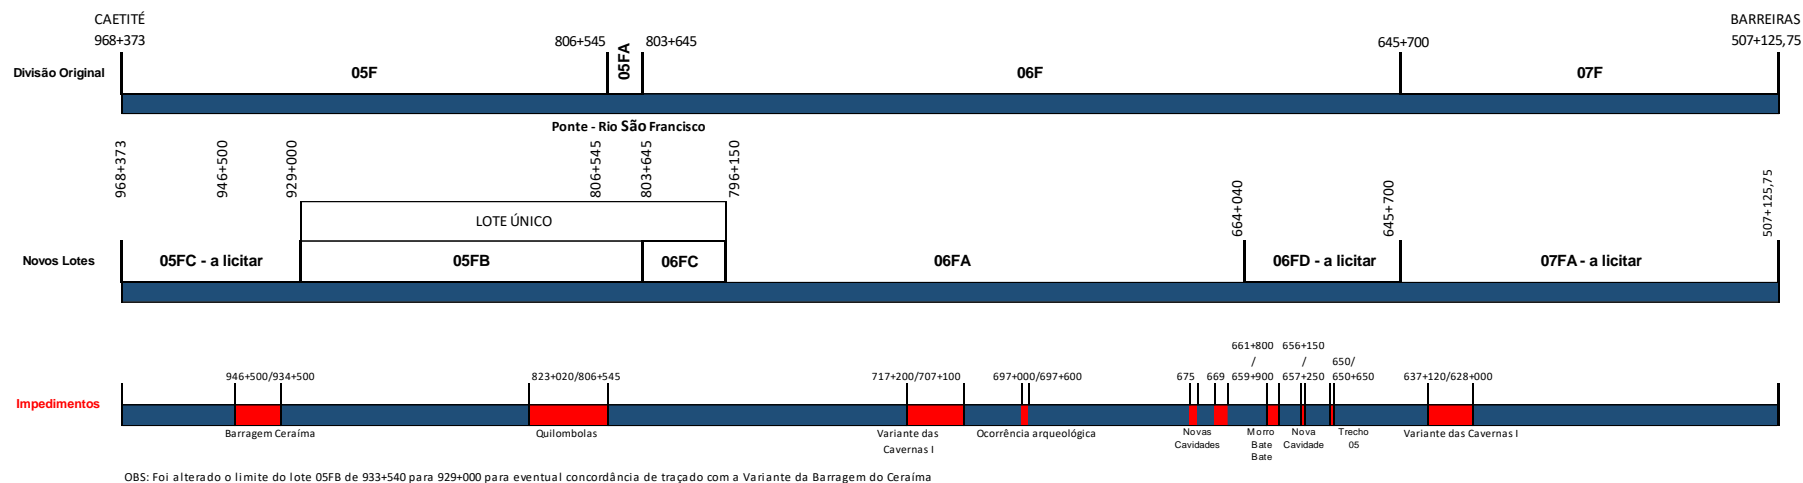 CAETITÉ
BARREIRAS
968+373
806+545
05FA
803+645
645+700
507+125,75
Divisão Original
05F
06F
07F
Ponte - Rio São Francisco
968+373
946+500
929+000
806+545
803+645
796+150
664+040
645+700
507+125,75
LOTE ÚNICO
Novos Lotes
05FC - a licitar
05FB
06FC
06FA
06FD - a licitar
07FA - a licitar
661+800
/
659+900
656+150
/
657+250
650/
650+650
946+500/934+500
823+020/806+545
717+200/707+100
697+000/697+600
675
669
637+120/628+000
Impedimentos
Barragem Ceraíma
Quilombolas
Variante das
Cavernas I
Ocorrência arqueológica
Novas
Cavidades
Morro
Bate
Bate
Nova
Cavidade
Trecho
05
Variante das Cavernas I
OBS: Foi alterado o limite do lote 05FB de 933+540 para 929+000 para eventual concordância de traçado com a Variante da Barragem do Ceraíma